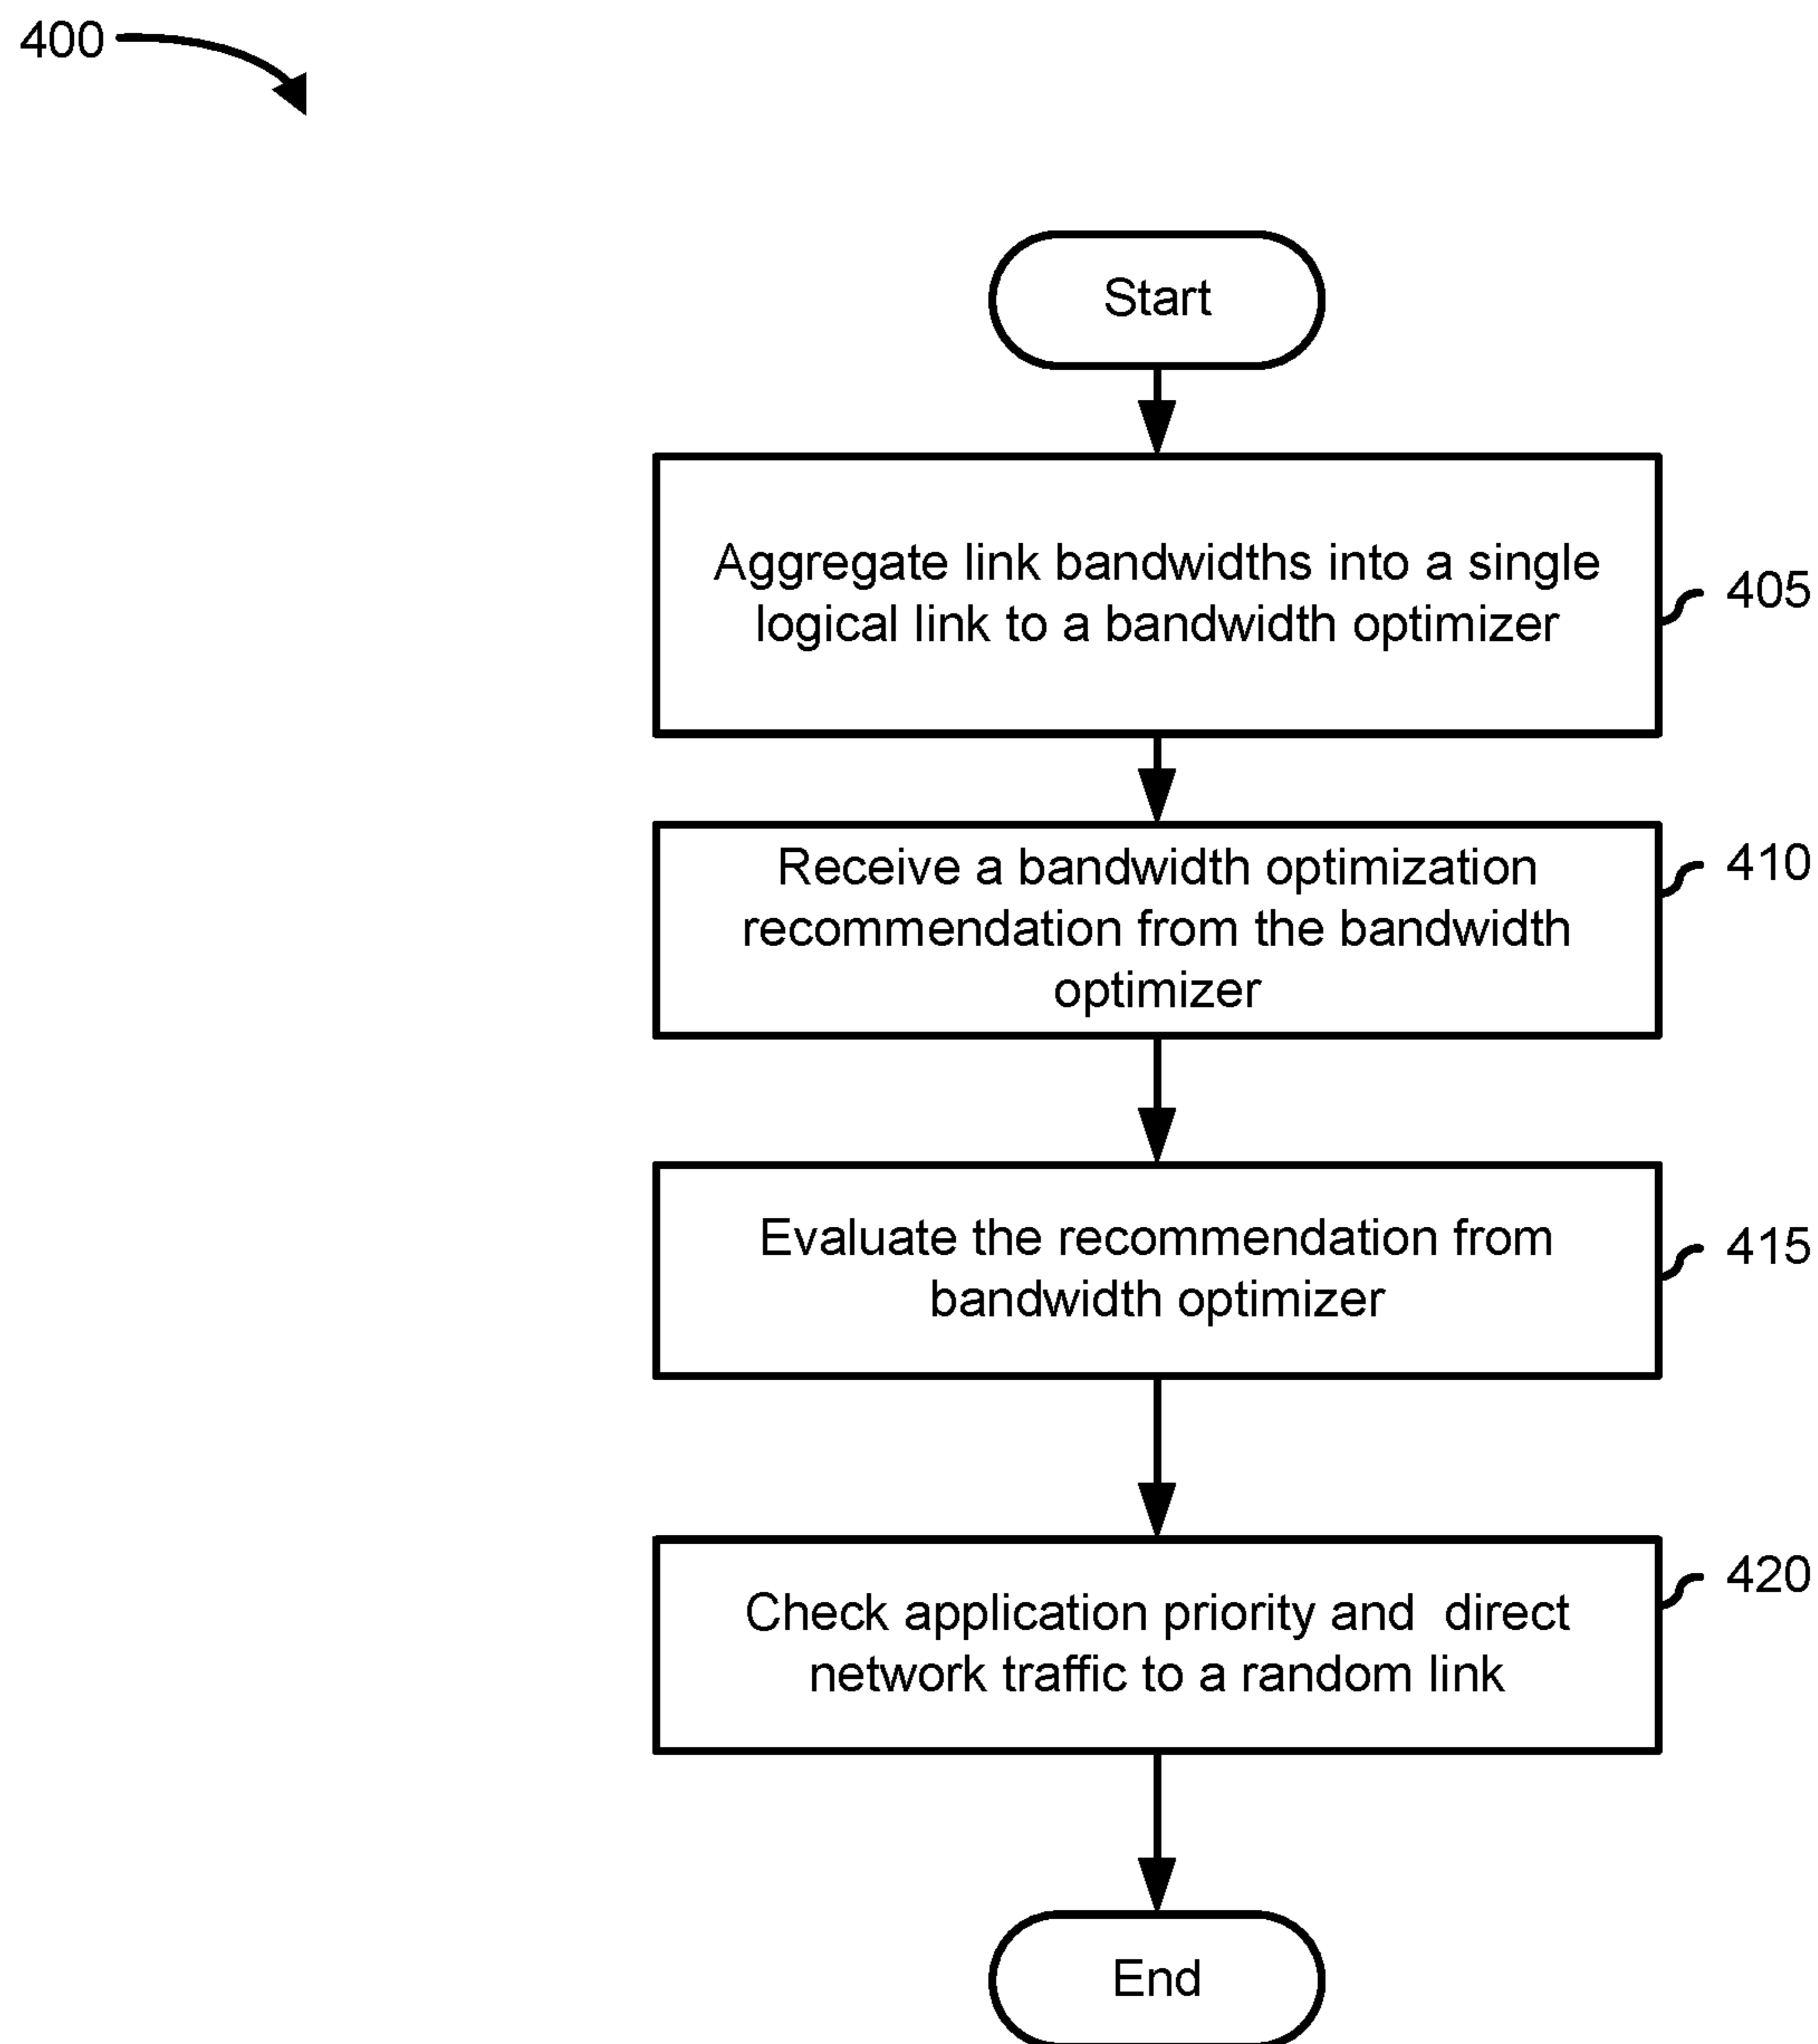 400
Start
Aggregate link bandwidths into a single
logical link to a bandwidth optimizer
405
Receive a bandwidth optimization
recommendation from the bandwidth
optimizer
410
Evaluate the recommendation from
bandwidth optimizer
415
Check application priority and  direct
network traffic to a random link
420
End